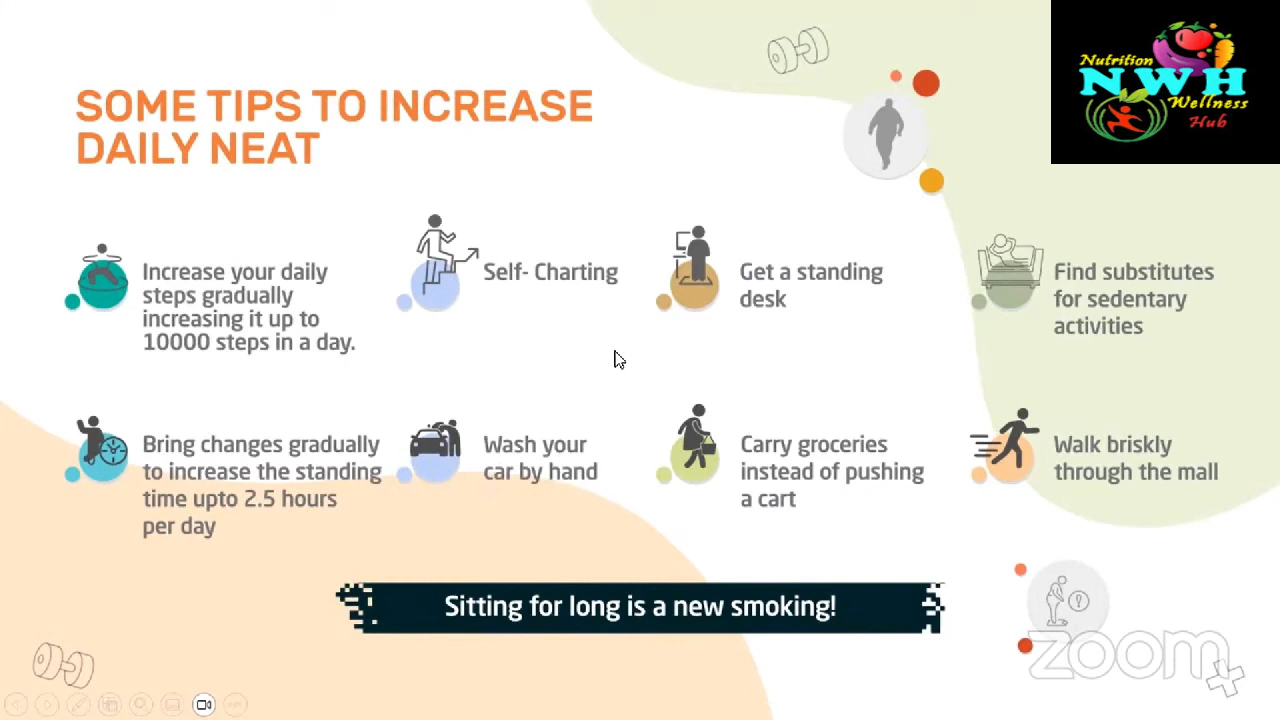 SOME TIPS TO INCREASE
DAILY NEAT
Nutrition
NWH
Wellness
Hub
Increase your daily
steps gradually
increasing it up to
10000 steps in a day.
Self- Charting
Get a standing
desk
Find substitutes
for sedentary
activities
Bring changes gradually
to increase the standing
time upto 2.5 hours
per day
Wash your
car by hand
Carry groceries
instead of pushing
a cart
Walk briskly
through the mall
Sitting for long is a new smoking!
zoom